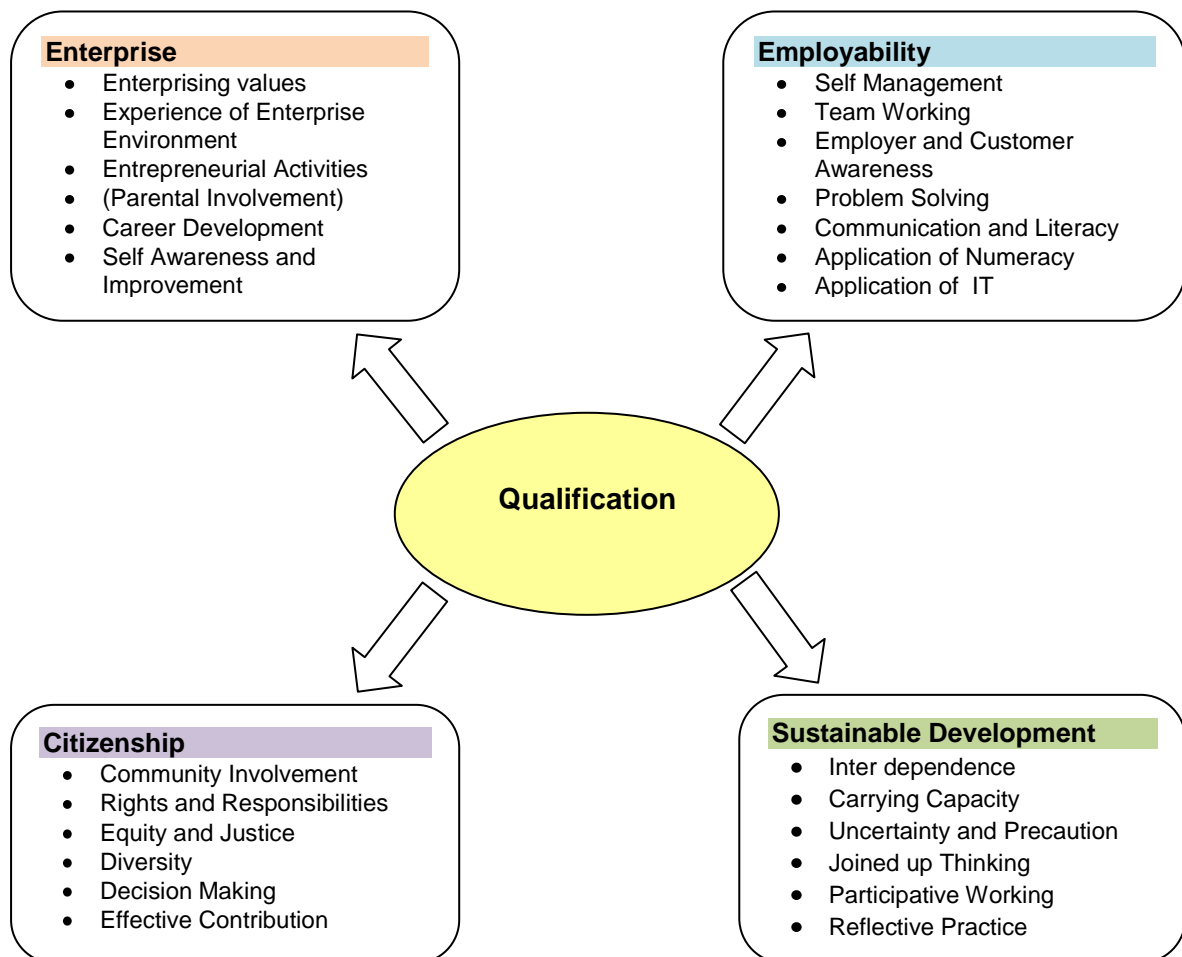 Enterprise
• Enterprising values
• Experience of Enterprise
Environment
• Entrepreneurial Activities
• (Parental Involvement)
• Career Development
• Self Awareness and
Improvement
Employability
• Self Management
• Team Working
• Employer and Customer
Awareness
• Problem Solving
• Communication and Literacy
• Application of Numeracy
• Application of IT
Qualification
Citizenship
• Community Involvement
• Rights and Responsibilities
• Equity and Justice
• Diversity
• Decision Making
• Effective Contribution
Sustainable Development
• Inter dependence
• Carrying Capacity
• Uncertainty and Precaution
• Joined up Thinking
• Participative Working
• Reflective Practice